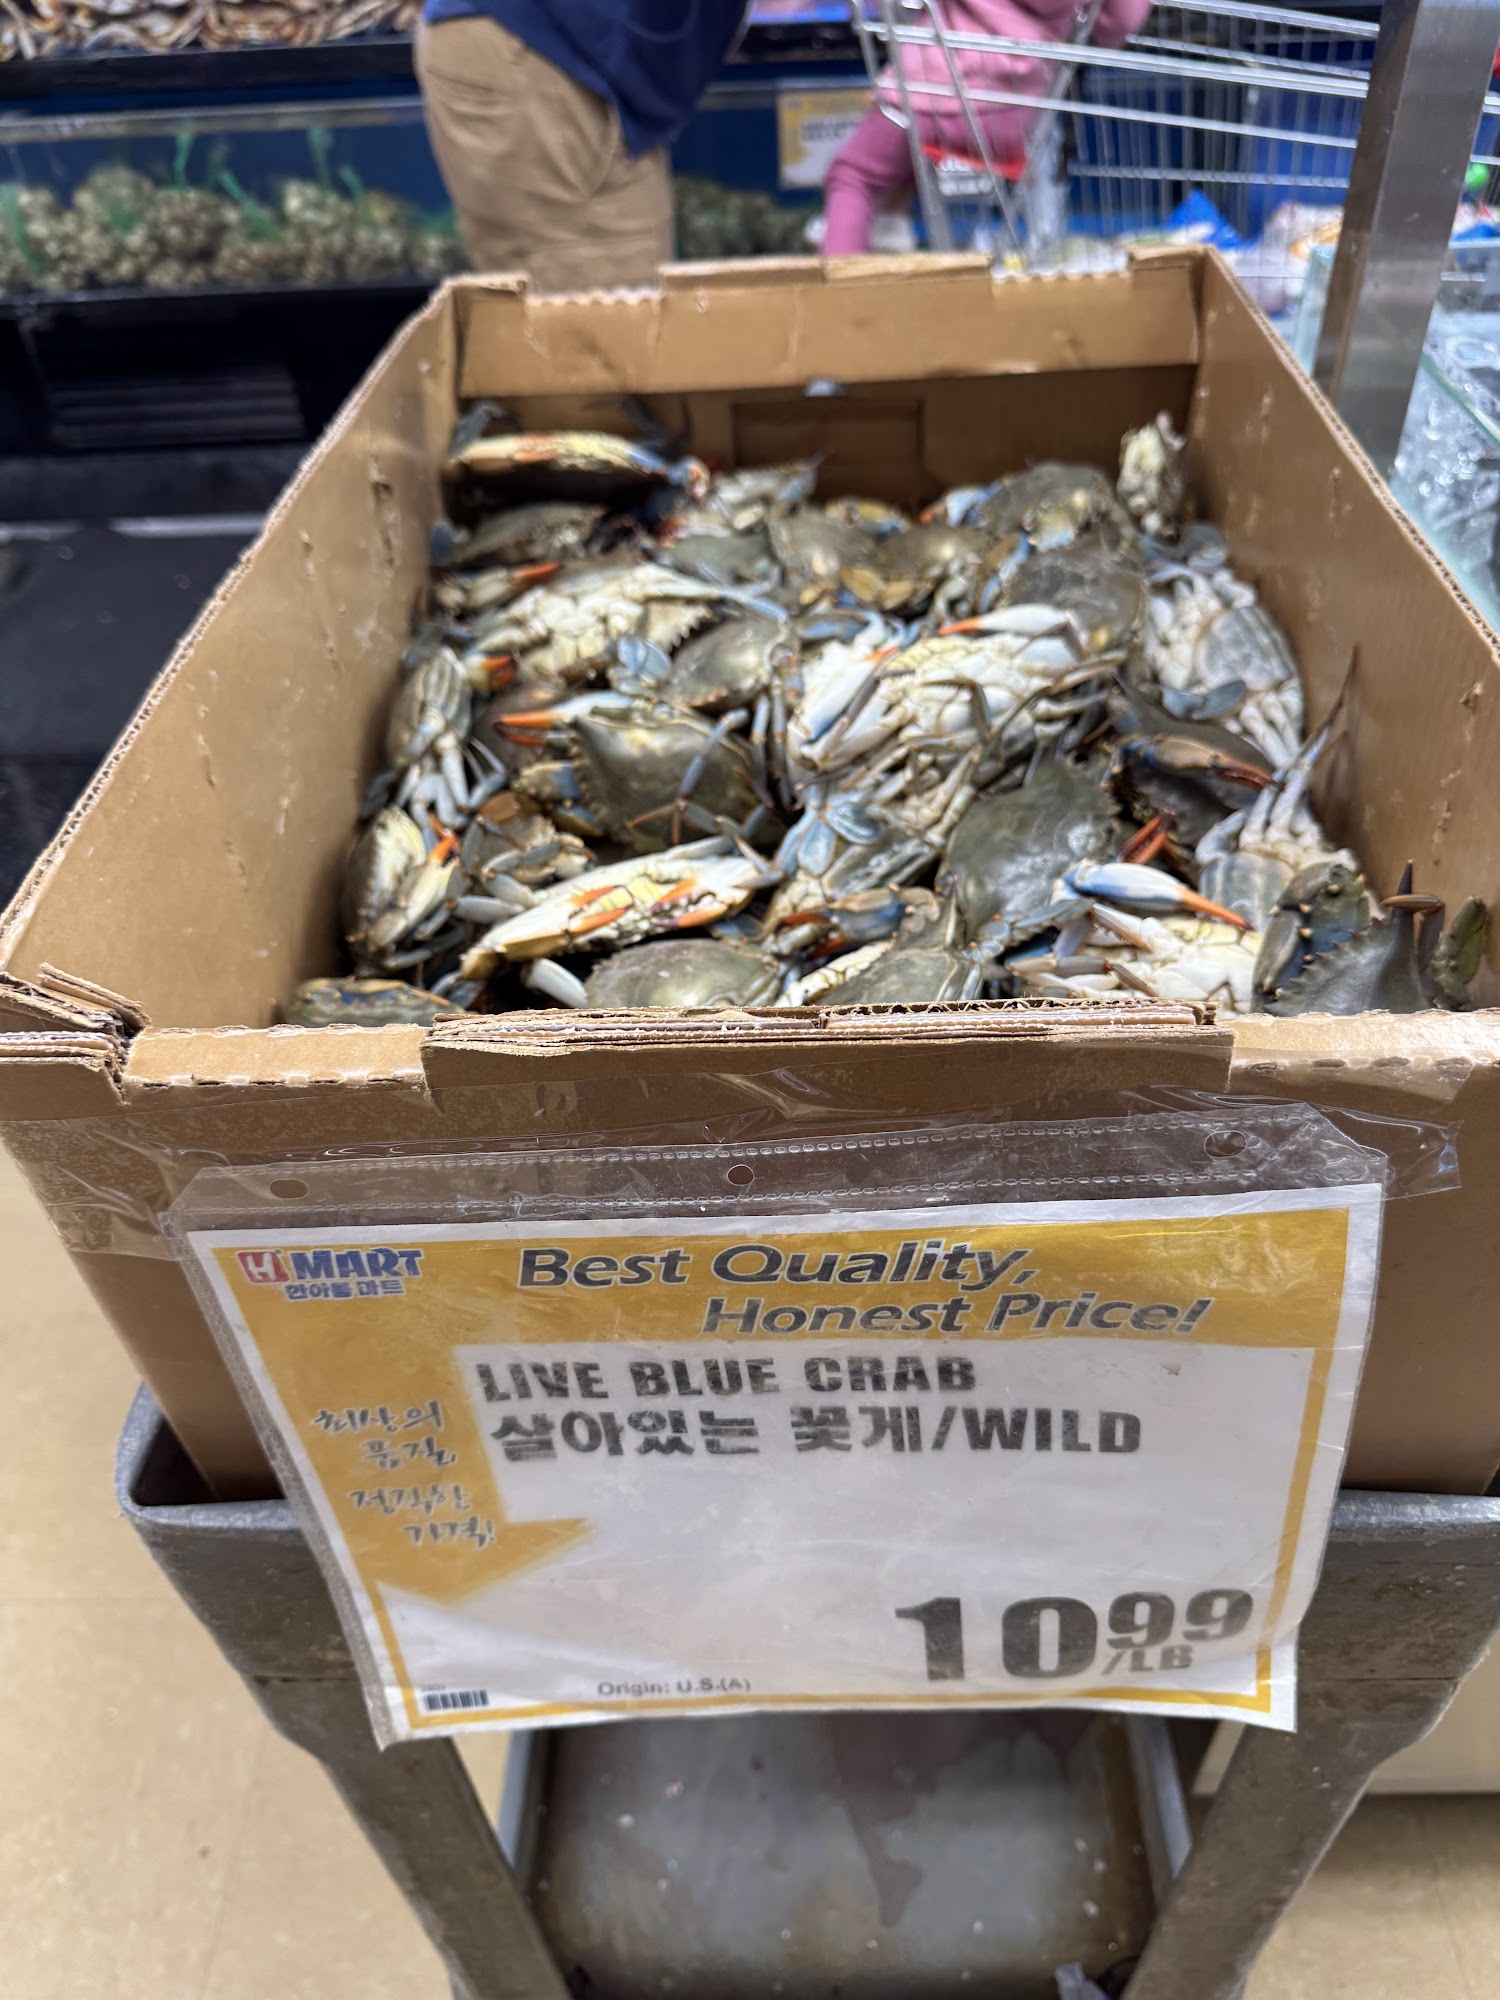 H MART
한아름 마트
Best Quality,
Honest Price!
LIVE BLUE CRAB
살아있는 꽃게/WILD
최상의
품질,
정직한
가격!
10 99
/LB
Origin: U.S.(A)